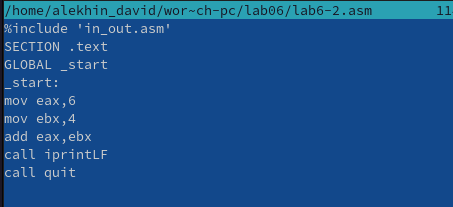 /home/alekhin_david/wor~ch-pc/lab06/lab6-2.asm 11
%include 'in_out.asm'
SECTION .text
GLOBAL _start
_start:
mov eax,6
mov ebx,4
add eax,ebx
call iprintLF
call quit